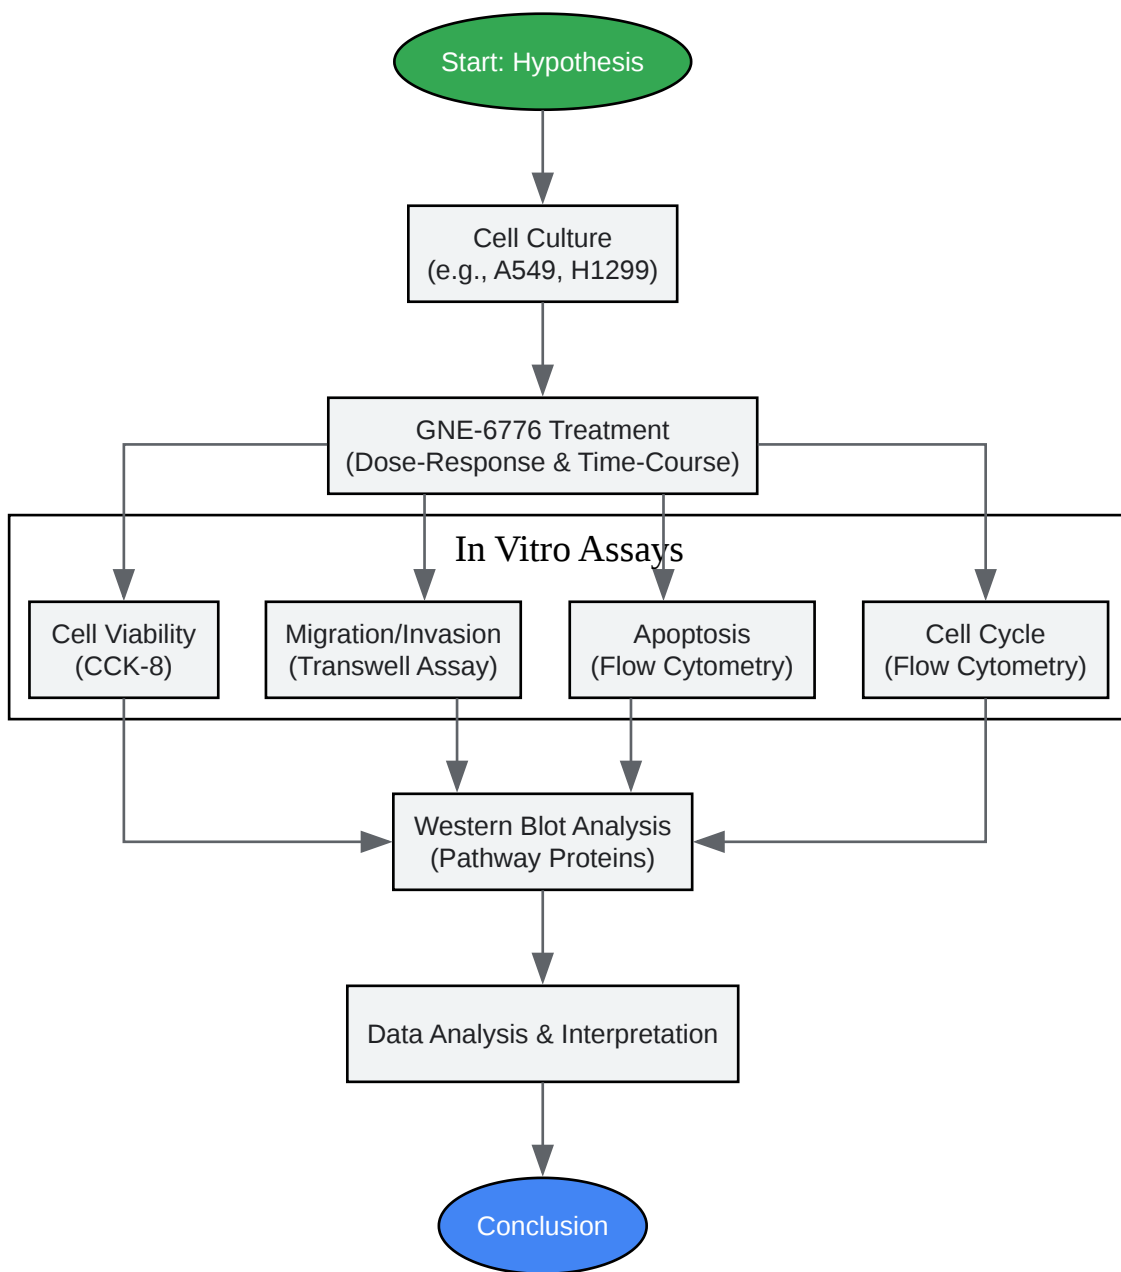 Start: Hypothesis
Cell Culture
(e.g., A549, H1299)
GNE-6776 Treatment
(Dose-Response & Time-Course)
In Vitro Assays
Cell Viability
(CCK-8)
Migration/Invasion
(Transwell Assay)
Apoptosis
(Flow Cytometry)
Cell Cycle
(Flow Cytometry)
Western Blot Analysis
(Pathway Proteins)
Data Analysis & Interpretation
Conclusion